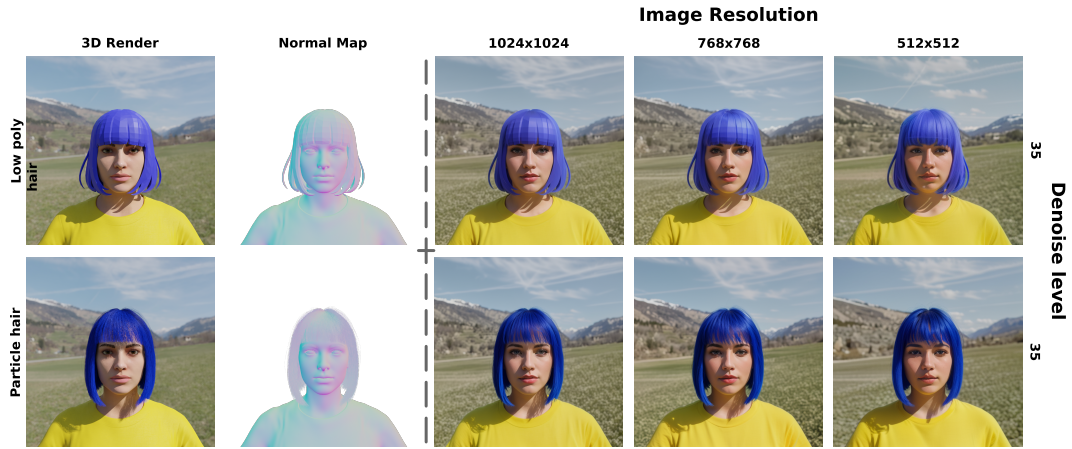 Image Resolution
3D Render
Normal Map
1024x1024
768x768
512x512
Low poly
hair
35
Denoise level
Particle hair
35